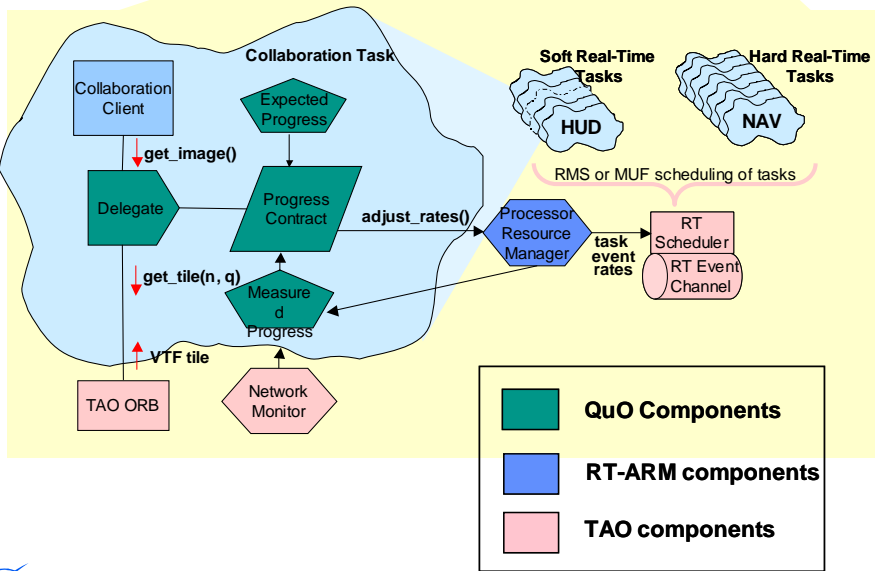 Collaboration Task
Collaboration
Client
Expected
Progress
get_image()
Delegate
Progress
Contract
adjust_rates()
get_tile(n, q)
Measure
d
Progress
VTF tile
TAO ORB
Network
Monitor
Soft Real-Time
Tasks
HUD
Hard Real-Time
Tasks
NAV
RMS or MUF scheduling of tasks
Processor
Resource
Manager
task
event
rates
RT
Scheduler
RT Event
Channel
QuO Components
RT-ARM components
TAO components